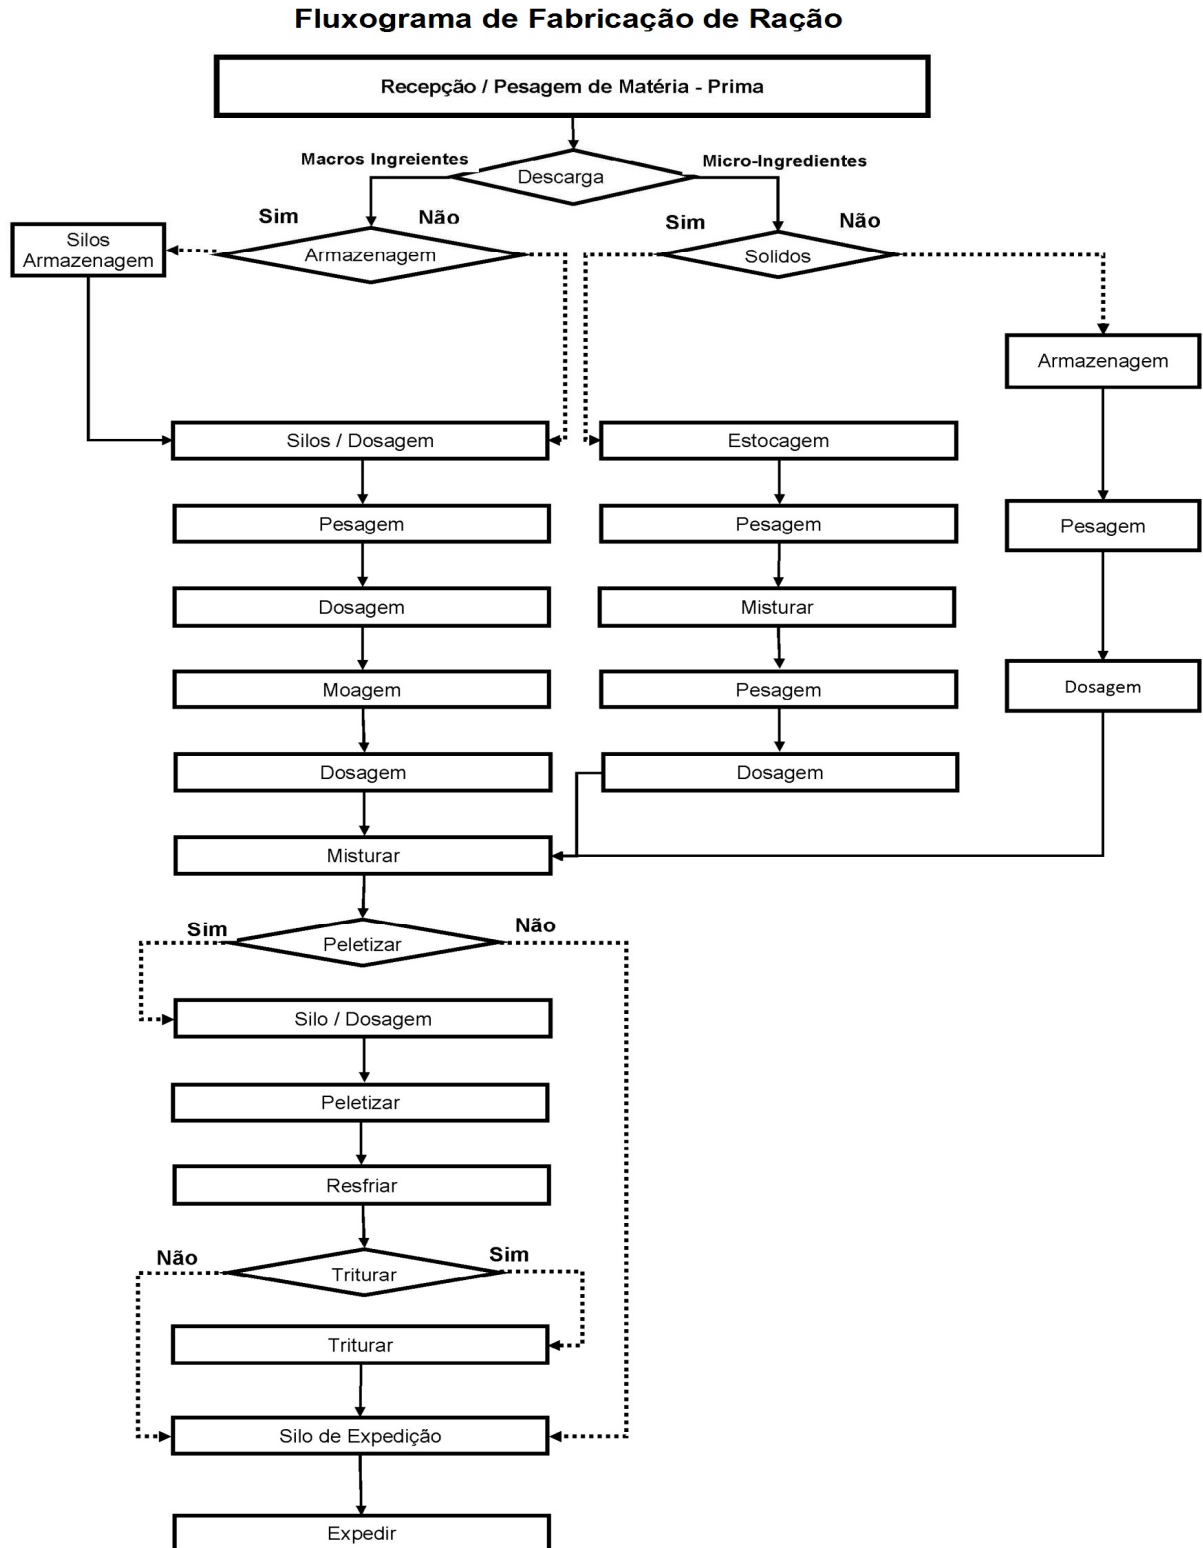 Fluxograma de Fabricação de Ração
Recepção / Pesagem de Matéria - Prima
Macros Ingreientes
Micro-Ingredientes
Descarga
Sim
Não
Sim
Não
Silos
Armazenagem
Armazenagem
Solidos
Armazenagem
Silos / Dosagem
Estocagem
Pesagem
Pesagem
Pesagem
Dosagem
Misturar
Moagem
Pesagem
Dosagem
Dosagem
Dosagem
Misturar
Sim
Não
Peletizar
Silo / Dosagem
Peletizar
Resfriar
Não
Sim
Triturar
Triturar
Silo de Expedição
Expedir